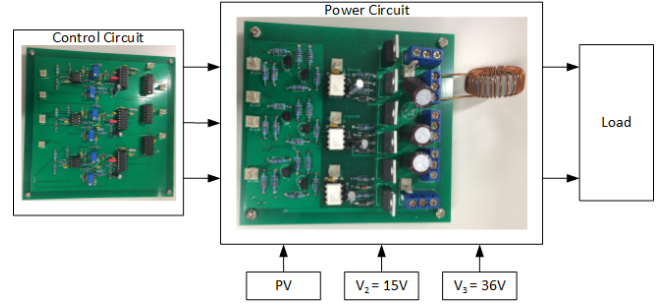 Power Circuit
Control Circuit
Load
PV
V₂ = 15V
V₃ = 36V